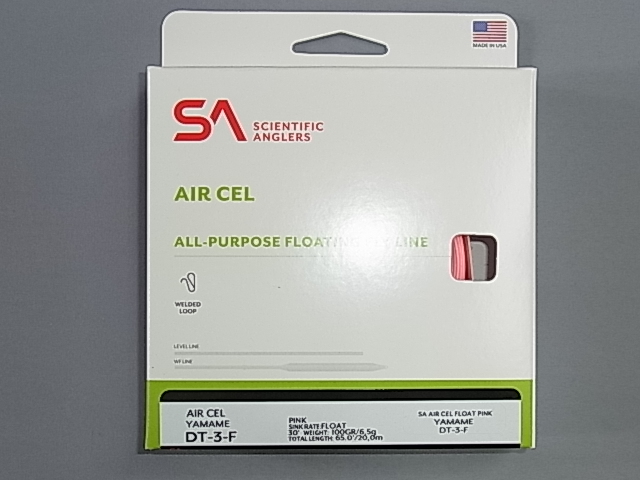 MADE IN USA
SA
SCIENTIFIC
ANGLERS
AIR CEL
ALL-PURPOSE FLOATING FLY LINE
WELDED
LOOP
LEVEL LINE
WF LINE
AIR CEL
YAMAME
DT-3-F
PINK
SINK RATE FLOAT
30' WEIGHT: 100GR/6,5g
TOTAL LENGTH: 65.0'/20,0m
SA AIR CEL FLOAT PINK
YAMAME
DT-3-F